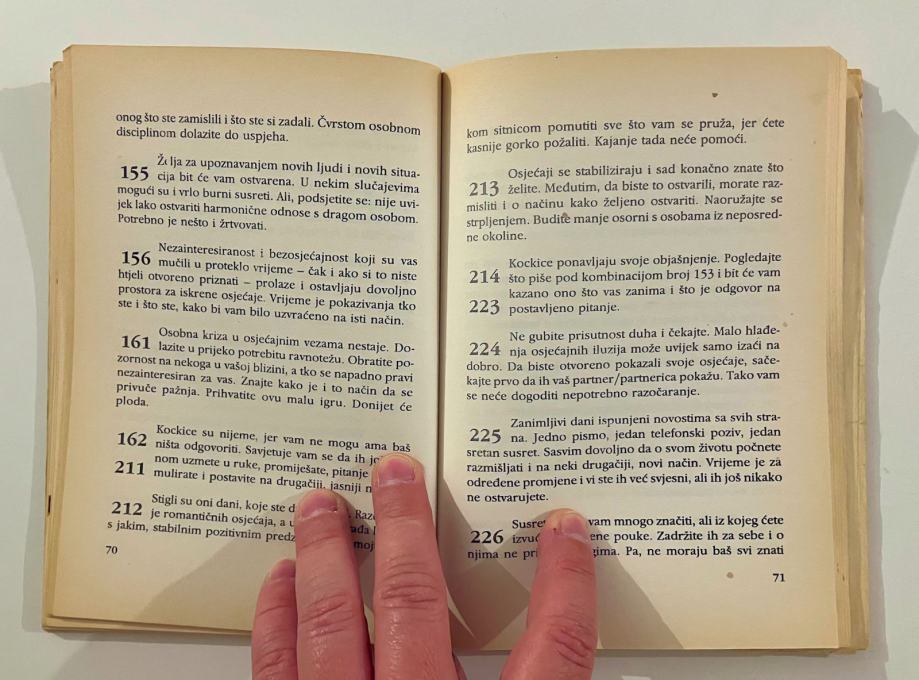 onog što ste zamislili i što ste si zadali. Čvrstom osobnom
disciplinom dolazite do uspjeha.
155 Želja za upoznavanjem novih ljudi i novih situa-
cija bit će vam ostvarena. U nekim slučajevima
mogući su i vrlo burni susreti. Ali, podsjetite se: nije uvi-
jek lako ostvariti harmonične odnose s dragom osobom.
Potrebno je nešto i žrtvovati.
156 Nezainteresiranost i bezosjećajnost koji su vas
mučili u proteklo vrijeme – čak i ako si to niste
htjeli otvoreno priznati – prolaze i ostavljaju dovoljno
prostora za iskrene osjećaje. Vrijeme je pokazivanja tko
ste i što ste, kako bi vam bilo uzvraćeno na isti način.
161 Osobna kriza u osjećajnim vezama nestaje. Do-
lazite u prijeko potrebitu ravnotežu. Obratite po-
zornost na nekoga u vašoj blizini, a tko se napadno pravi
nezainteresiran za vas. Znajte kako je i to način da se
privuče pažnja. Prihvatite ovu malu igru. Donijet će
ploda.
162 Kockice su nijeme, jer vam ne mogu ama baš
ništa odgovoriti. Savjetuje vam se da ih
211 nom uzmete u ruke, promiješate, pitanje
mulirate i postavite na drugačiji, jasniji
212 Stigli su oni dani, koje ste
je romantičnih osjećaja, a
s jakim, stabilnim pozitivnim
70
kom sitnicom pomutiti sve što vam se pruža, jer ćete
kasnije gorko požaliti. Kajanje tada neće pomoći.
213 Osjećaji se stabiliziraju i sad konačno znate što
želite. Međutim, da biste to ostvarili, morate raz-
misliti i o načinu kako željeno ostvariti. Naoružajte se
strpljenjem. Budite manje osorni s osobama iz neposred-
ne okoline.
214 Kockice ponavljaju svoje objašnjenje. Pogledajte
što piše pod kombinacijom broj 153 i bit će vam
kazano ono što vas zanima i što je odgovor na
223 postavljeno pitanje.
224 Ne gubite prisutnost duha i čekajte. Malo hlađe-
nja osjećajnih iluzija može uvijek samo izaći na
dobro. Da biste otvoreno pokazali svoje osjećaje, sače-
kajte prvo da ih vaš partner/partnerica pokažu. Tako vam
se neće dogoditi nepotrebno razočaranje.
225 Zanimljivi dani ispunjeni novostima sa svih stra-
na. Jedno pismo, jedan telefonski poziv, jedan
sretan susret. Sasvim dovoljno da o svom životu počnete
razmišljati i na neki drugačiji, novi način. Vrijeme je za
određene promjene i vi ste ih već svjesni, ali ih još nikako
ne ostvarujete.
226 vam mnogo značiti, ali iz kojeg ćete
pouke. Zadržite ih za sebe i o
njima ne Pa, ne moraju baš svi znati
71